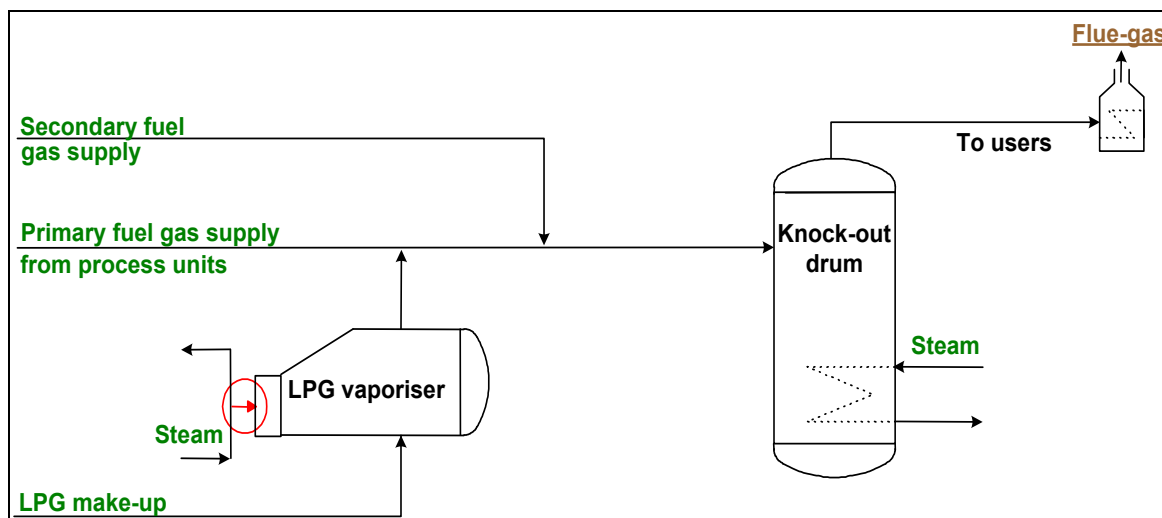 Flue-gas
Secondary fuel
gas supply
To users
Primary fuel gas supply
from process units
Knock-out
drum
Steam
LPG vaporiser
Steam
LPG make-up